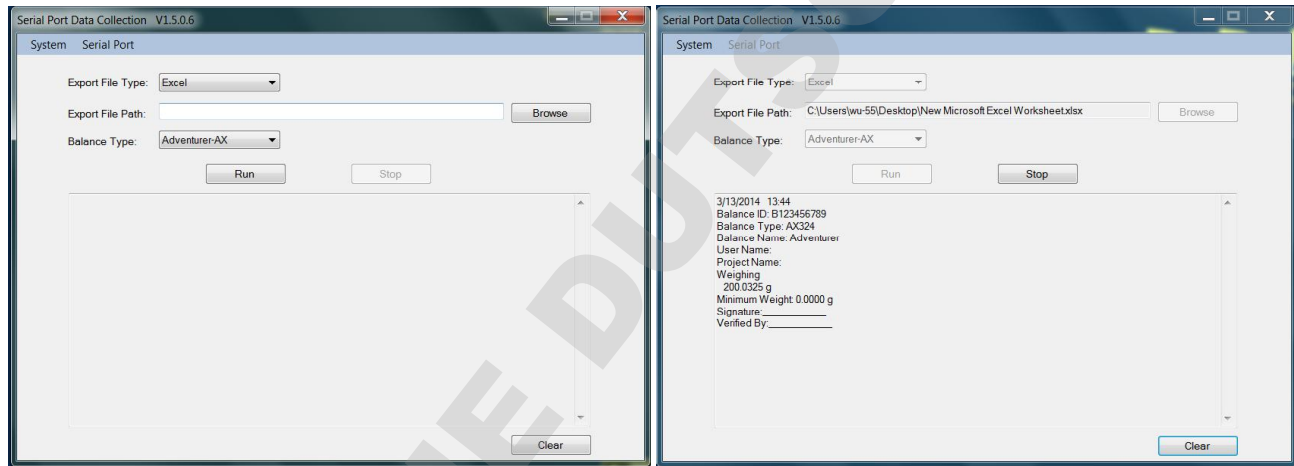 Serial Port Data Collection V1.5.0.6
System Serial Port
Export File Type: Excel
Export File Path:
Browse
Balance Type: Adventurer-AX
Run Stop
Clear
Serial Port Data Collection V1.5.0.6
System Serial Port
Export File Type: Excel
Export File Path: C:\Users\wu-55\Desktop\New Microsoft Excel Worksheet.xlsx Browse
Balance Type: Adventurer-AX
Run Stop
3/13/2014 13:44
Balance ID: B123456789
Balance Type: AX324
Balance Name: Adventurer
User Name:
Project Name:
Weighing
200.0325 g
Minimum Weight: 0.0000 g
Signature:____________
Verified By:____________
Clear